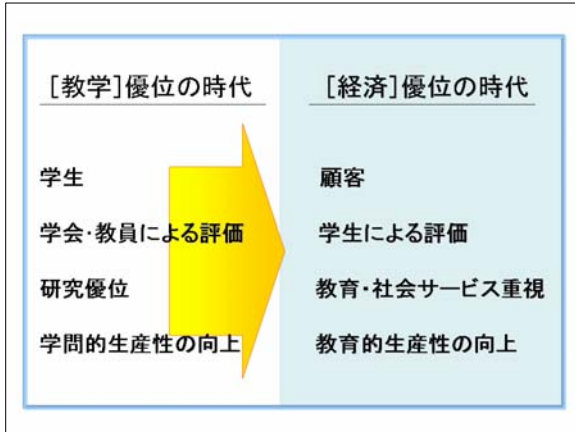 ［教学］優位の時代
学生
学会・教員による評価
研究優位
学問的生産性の向上
［経済］優位の時代
顧客
学生による評価
教育・社会サービス重視
教育的生産性の向上